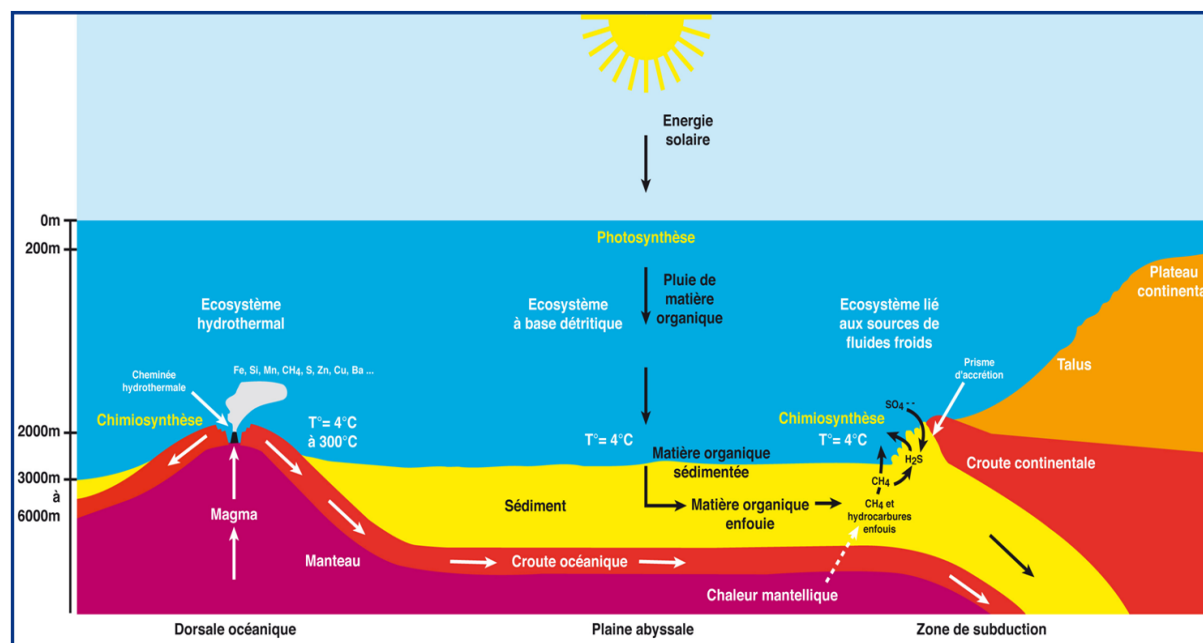 Energie
solaire
0m
200m
Photosynthèse
Pluie de
matière
organique
Ecosystème
hydrothermal
Ecosystème
à base détritique
Ecosystème lié
aux sources de
fluides froids
Plateau
continenta
Talus
Prisme
d'accrétion
Cheminée
hydrothermale
Fe, Si, Mn, CH4, S, Zn, Cu, Ba ...
Chimiosynthèse
T°= 4°C
à 300°C
2000m
3000m
à
6000m
T°= 4°C
Chimiosynthèse
T°= 4°C
SO4 - -
H2S
CH4
Matière organique
sédimentée
Croute continentale
Sédiment
Matière organique
enfouie
CH4 et
hydrocarbures
enfouis
Magma
Manteau
Croute océanique
Chaleur mantellique
Dorsale océanique
Plaine abyssale
Zone de subduction